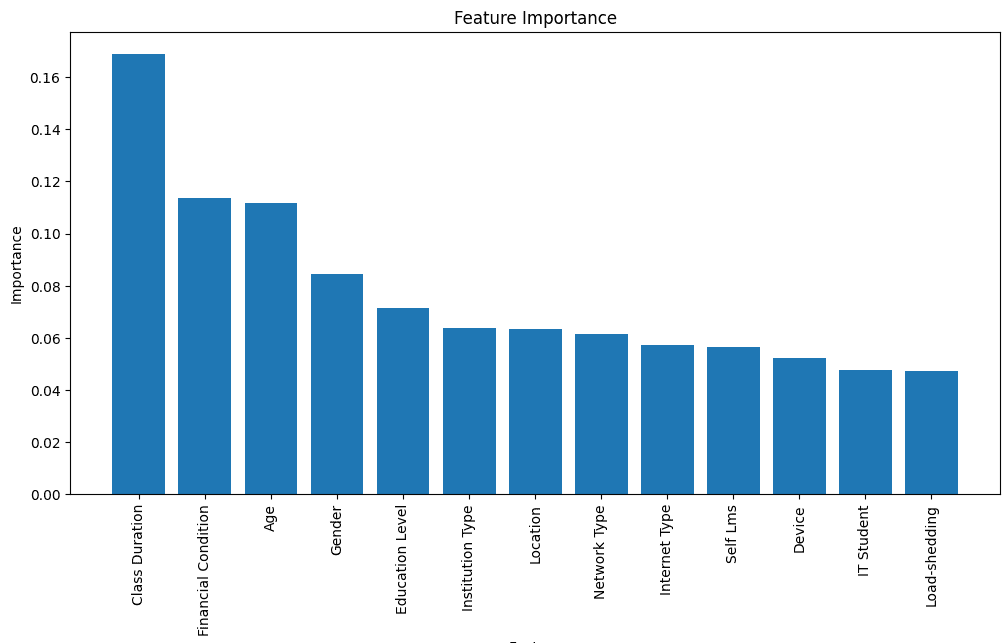 Feature Importance
Importance
0.16
0.14
0.12
0.10
0.08
0.06
0.04
0.02
0.00
Class Duration
Financial Condition
Age
Gender
Education Level
Institution Type
Location
Network Type
Internet Type
Self Lms
Device
IT Student
Load-shedding